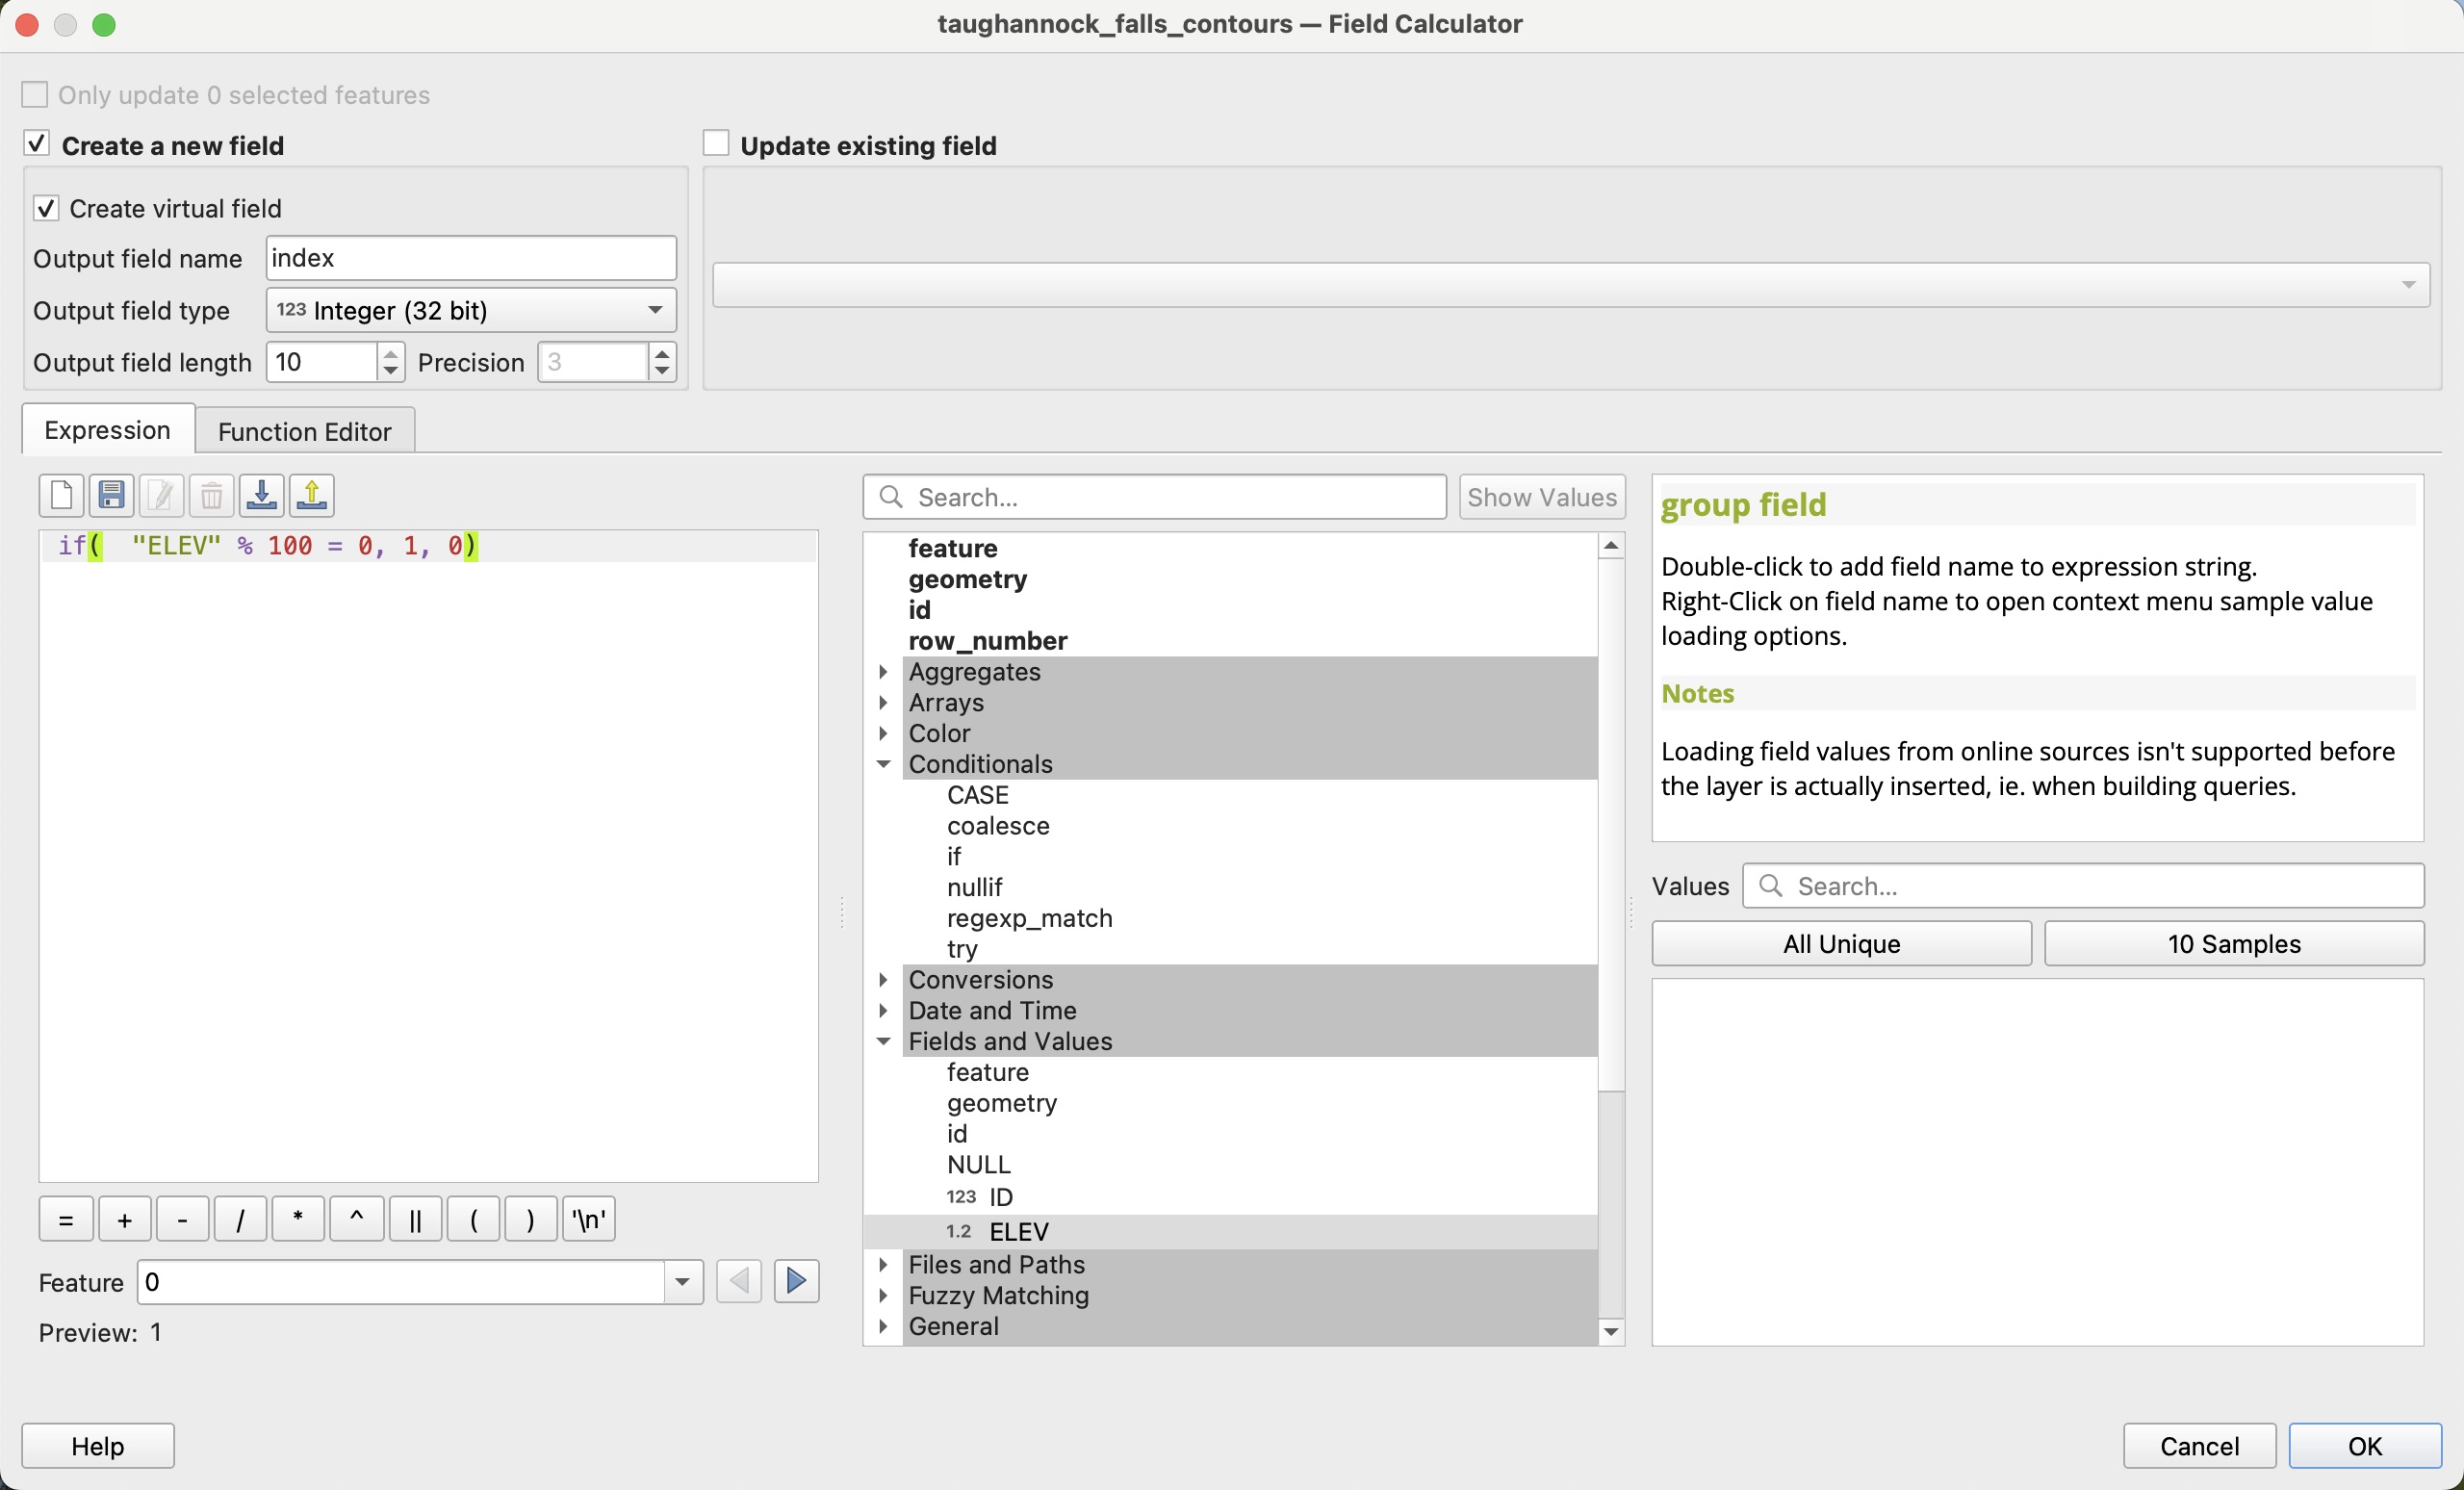 taughannock_falls_contours — Field Calculator
Only update 0 selected features
Create a new field
Update existing field
Create virtual field
Output field name index
Output field type 123 Integer (32 bit)
Output field length 10 Precision 3
Expression Function Editor
if(  "ELEV" % 100 = 0, 1, 0)
= + - / * ^ || ( ) '\n'
Feature 0
Preview: 1
Search... Show Values
feature
geometry
id
row_number
Aggregates
Arrays
Color
Conditionals
CASE
coalesce
if
nullif
regexp_match
try
Conversions
Date and Time
Fields and Values
feature
geometry
id
NULL
123 ID
1.2 ELEV
Files and Paths
Fuzzy Matching
General
group field
Double-click to add field name to expression string.
Right-Click on field name to open context menu sample value
loading options.
Notes
Loading field values from online sources isn't supported before
the layer is actually inserted, ie. when building queries.
Values Search...
All Unique 10 Samples
Help Cancel OK